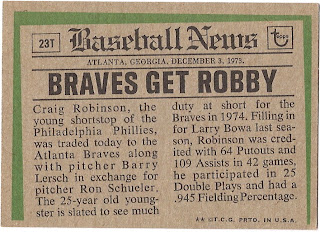 23T
Baseball News
Topps
ATLANTA, GEORGIA, DECEMBER 3, 1973.
BRAVES GET ROBBY
Craig Robinson, the
young shortstop of the
Philadelphia Phillies,
was traded today to the
Atlanta Braves along
with pitcher Barry
Lersch in exchange for
pitcher Ron Schueler.
The 25-year old young-
ster is slated to see much
duty at short for the
Braves in 1974. Filling in
for Larry Bowa last sea-
son, Robinson was cred-
ited with 64 Putouts and
109 Assists in 42 games,
he participated in 25
Double Plays and had a
.945 Fielding Percentage.
★★ ©T.C.G. PRTD. IN U.S.A.